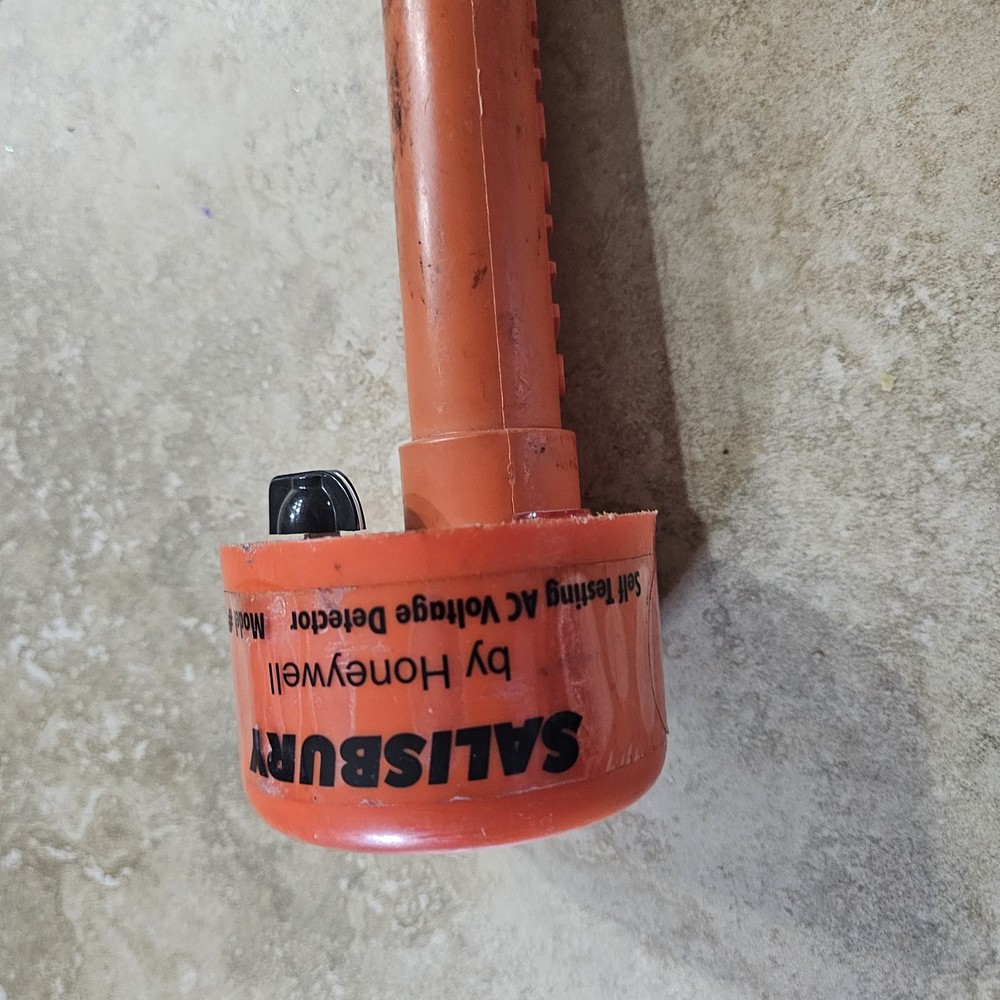 SALISBURY
by Honeywell
Self Testing AC Voltage Detector